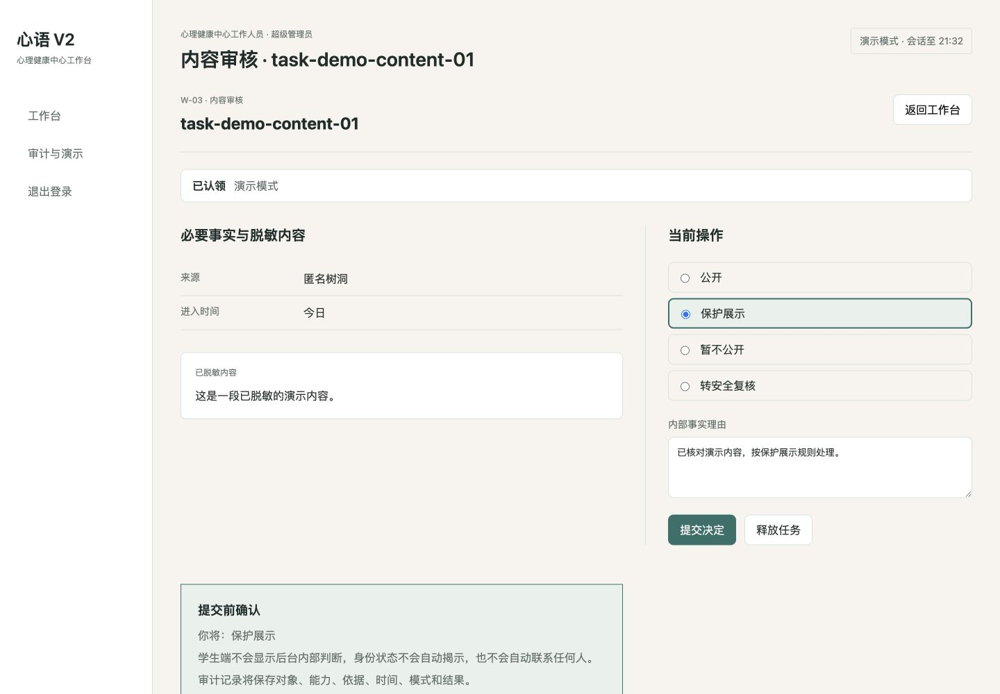 心语 V2
心理健康中心工作台
工作台
审计与演示
退出登录
心理健康中心工作人员 · 超级管理员
内容审核 · task-demo-content-01
演示模式 · 会话至 21:32
W-03 · 内容审核
task-demo-content-01
返回工作台
已认领 演示模式
必要事实与脱敏内容
来源 匿名树洞
进入时间 今日
已脱敏内容
这是一段已脱敏的演示内容。
当前操作
公开
保护展示
暂不公开
转安全复核
内部事实理由
已核对演示内容，按保护展示规则处理。
提交决定 释放任务
提交前确认
你将：保护展示
学生端不会显示后台内部判断，身份状态不会自动揭示，也不会自动联系任何人。
审计记录将保存对象、能力、依据、时间、模式和结果。